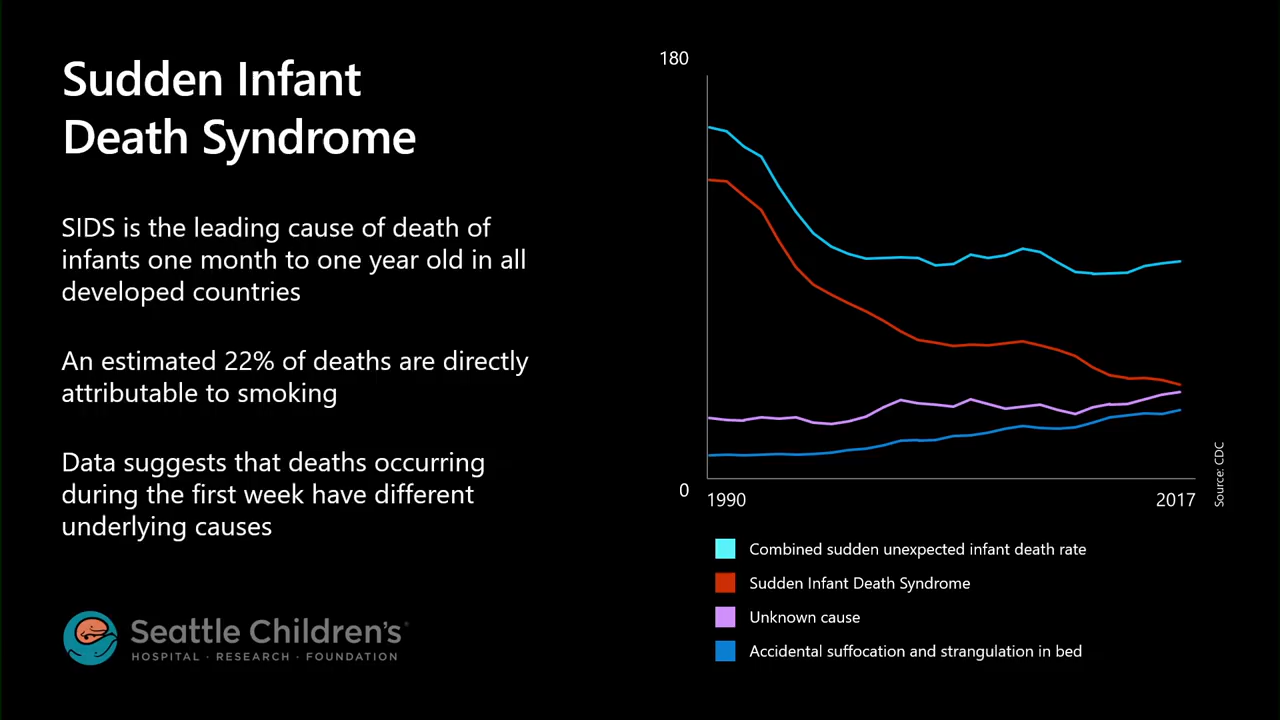 Sudden Infant
Death Syndrome
SIDS is the leading cause of death of
infants one month to one year old in all
developed countries
An estimated 22% of deaths are directly
attributable to smoking
Data suggests that deaths occurring
during the first week have different
underlying causes
Seattle Children's®
HOSPITAL · RESEARCH · FOUNDATION
180
0
1990
2017
Source: CDC
Combined sudden unexpected infant death rate
Sudden Infant Death Syndrome
Unknown cause
Accidental suffocation and strangulation in bed